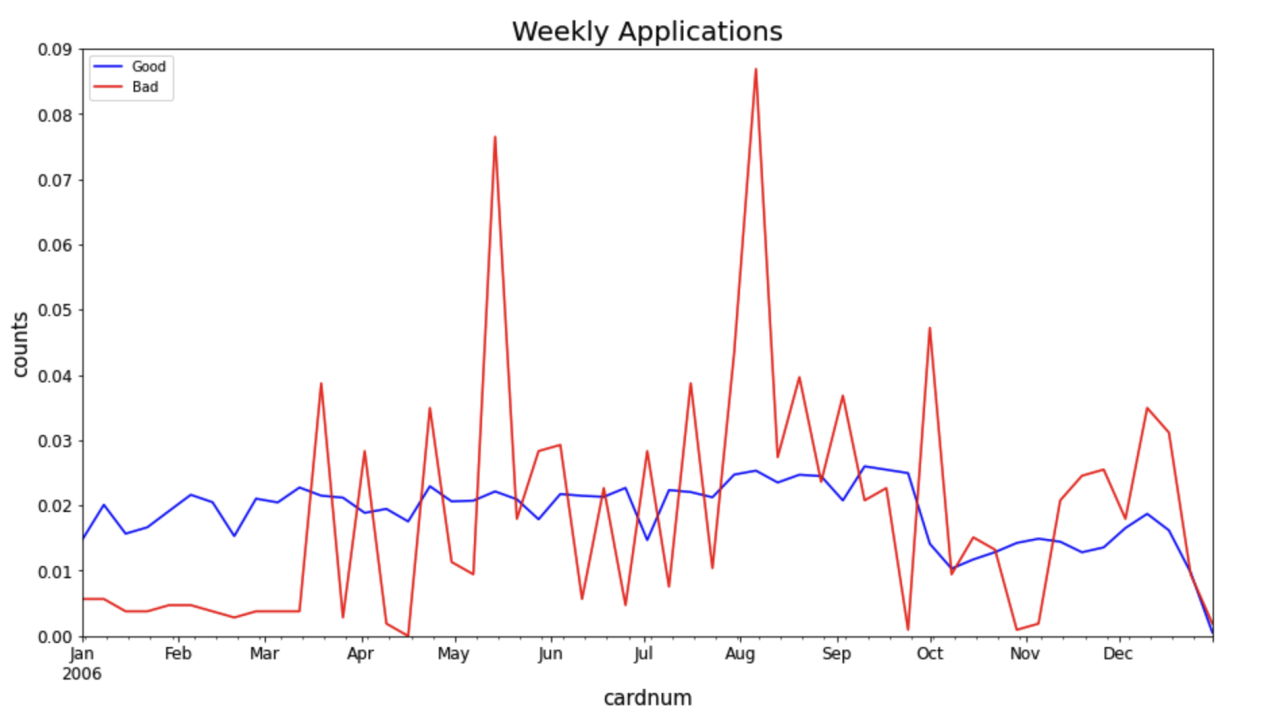 Weekly Applications
Good
Bad
counts
0.09
0.08
0.07
0.06
0.05
0.04
0.03
0.02
0.01
0.00
Jan Feb Mar Apr May Jun Jul Aug Sep Oct Nov Dec
2006
cardnum